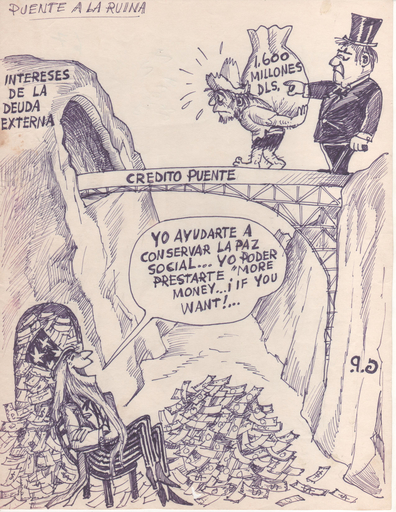 PUENTE A LA RUINA
INTERESES
DE LA
DEUDA
EXTERNA
1.600
MILLONES
DLS,
CREDITO PUENTE
YO AYUDARTE A
CONSERVAR LA PAZ
SOCIAL... YO PODER
PRESTARTE, "MORE
MONEY...¡ IF YOU
WANT!...